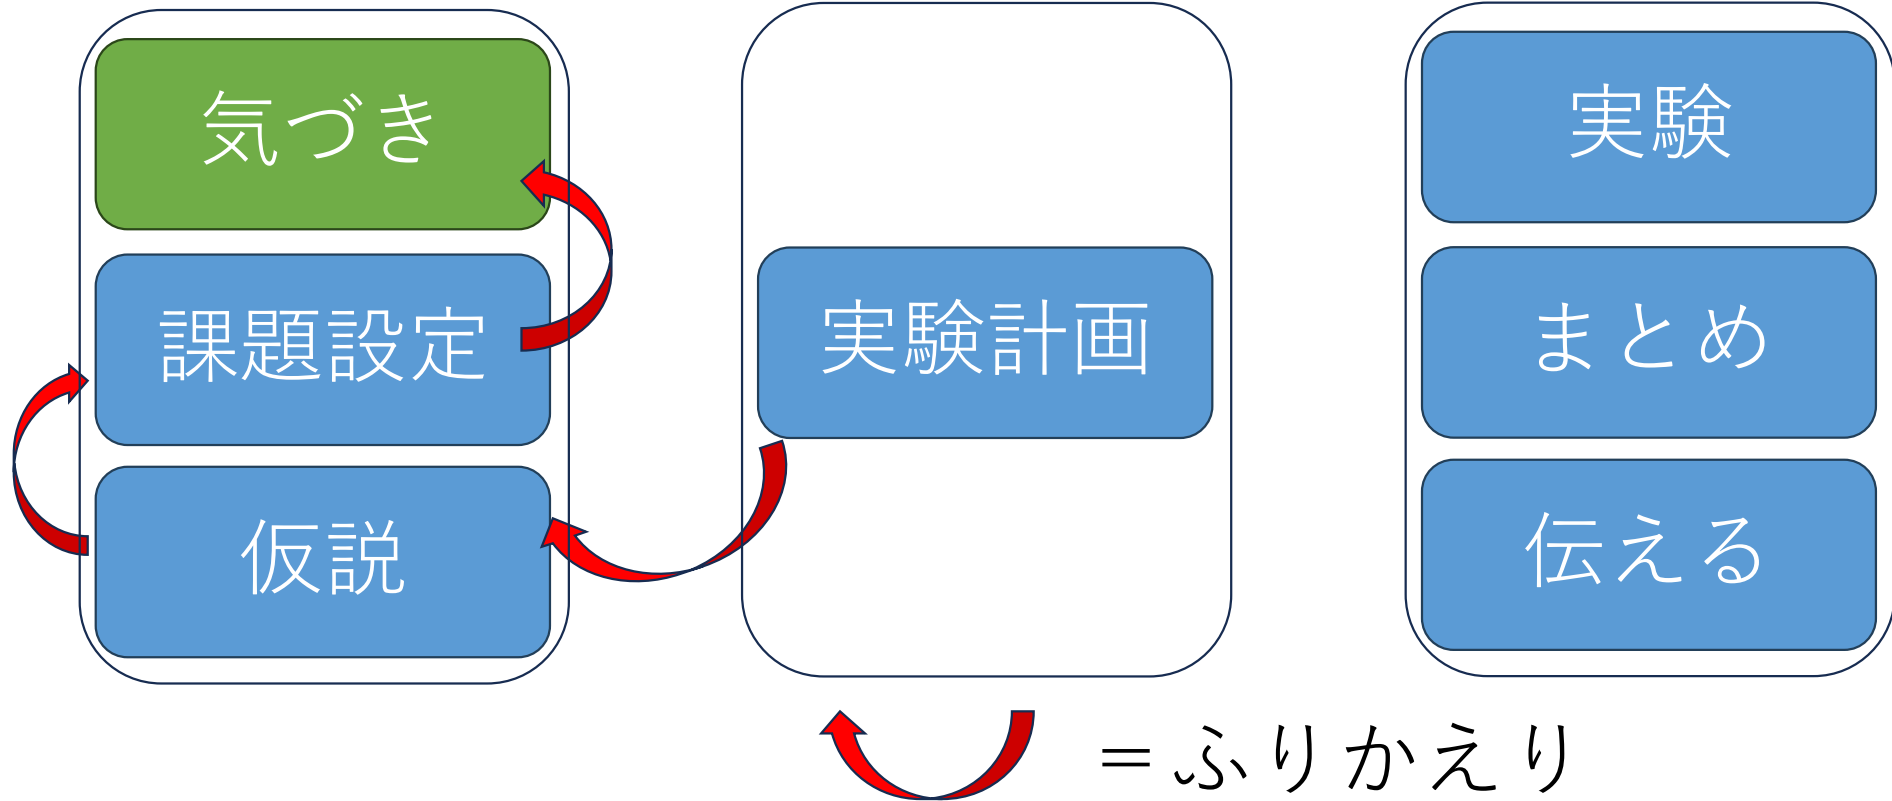 気づき
課題設定
仮説
実験計画
実験
まとめ
伝える
＝ふりかえり